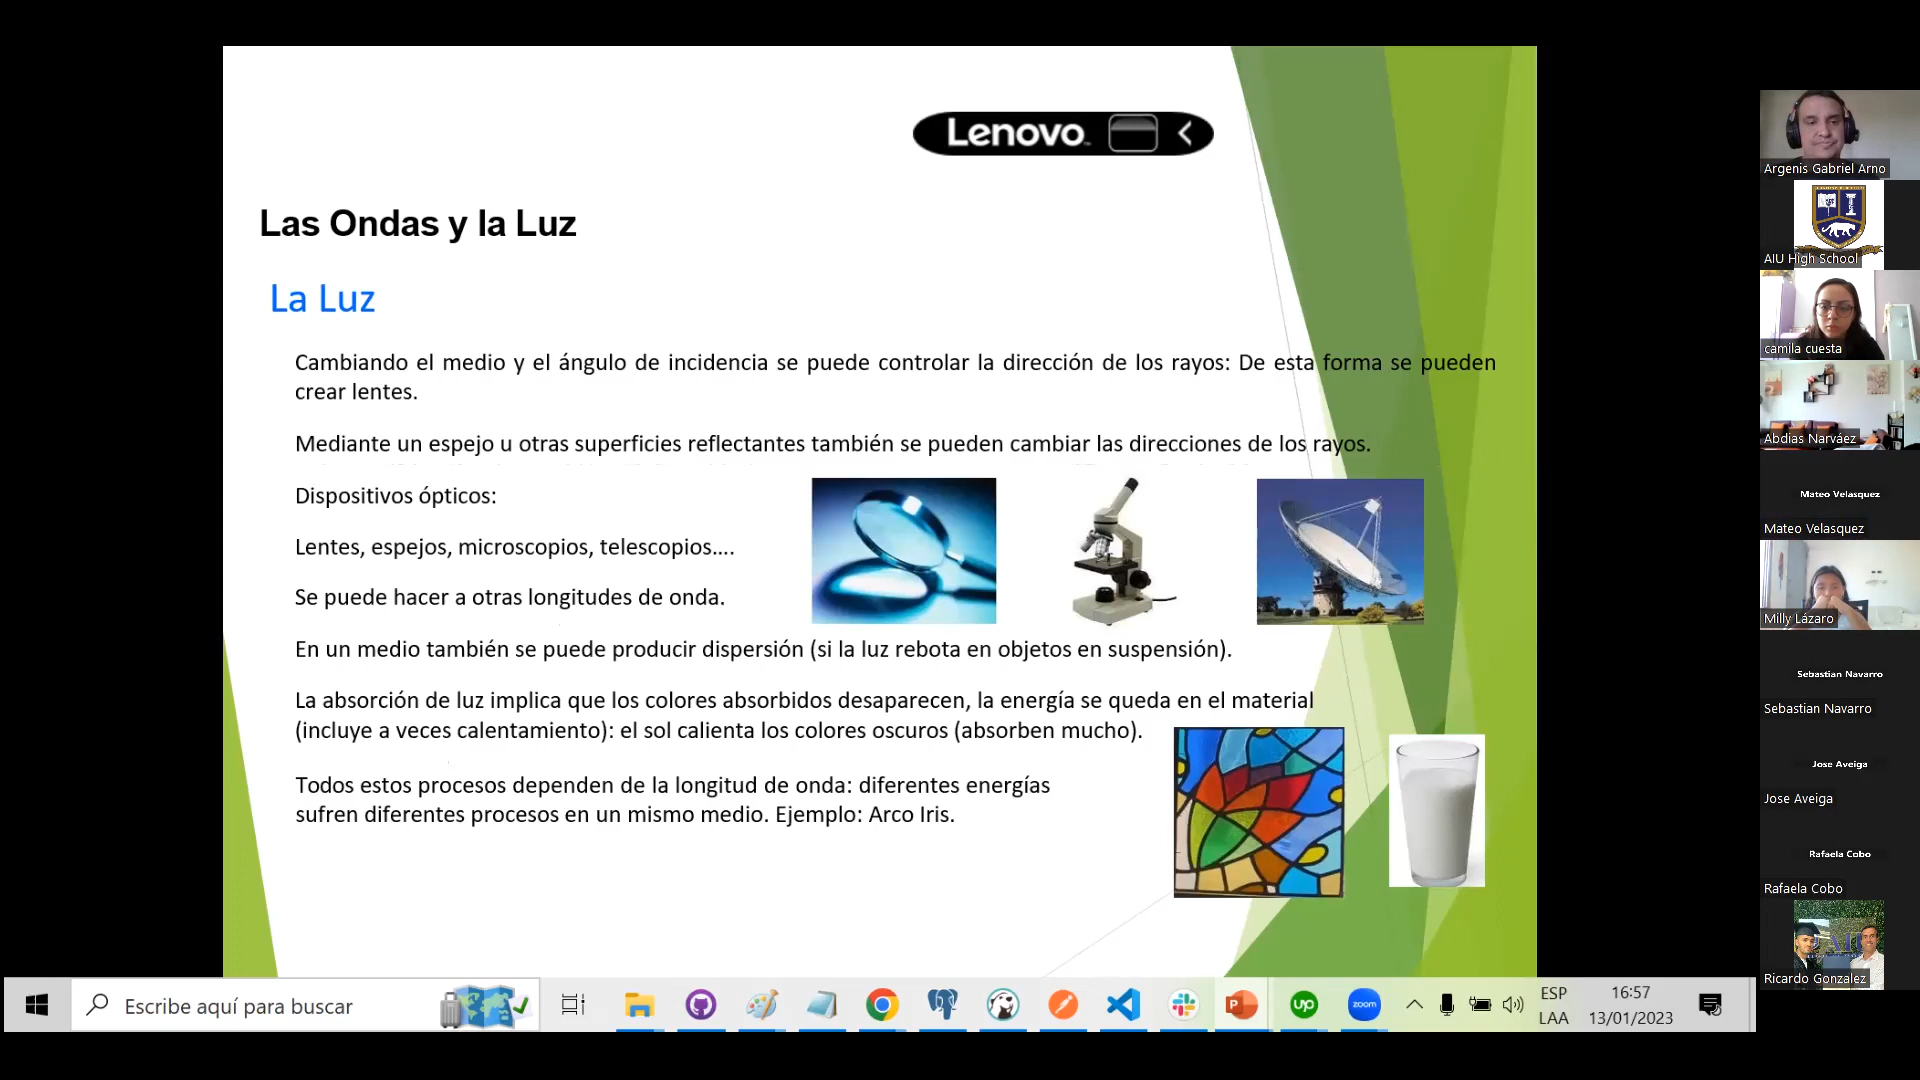 Lenovo
Las Ondas y la Luz
La Luz
Cambiando el medio y el ángulo de incidencia se puede controlar la dirección de los rayos: De esta forma se pueden
crear lentes.
Mediante un espejo u otras superficies reflectantes también se pueden cambiar las direcciones de los rayos.
Dispositivos ópticos:
Lentes, espejos, microscopios, telescopios....
Se puede hacer a otras longitudes de onda.
En un medio también se puede producir dispersión (si la luz rebota en objetos en suspensión).
La absorción de luz implica que los colores absorbidos desaparecen, la energía se queda en el material
(incluye a veces calentamiento): el sol calienta los colores oscuros (absorben mucho).
Todos estos procesos dependen de la longitud de onda: diferentes energías
sufren diferentes procesos en un mismo medio. Ejemplo: Arco Iris.
Argenis Gabriel Arno
AIU High School
camila cuesta
Abdias Narváez
Mateo Velasquez
Mateo Velasquez
Milly Lázaro
Sebastian Navarro
Sebastian Navarro
Jose Aveiga
Jose Aveiga
Rafaela Cobo
Rafaela Cobo
Ricardo Gonzalez
Escribe aquí para buscar
up
zoom
ESP
LAA
16:57
13/01/2023